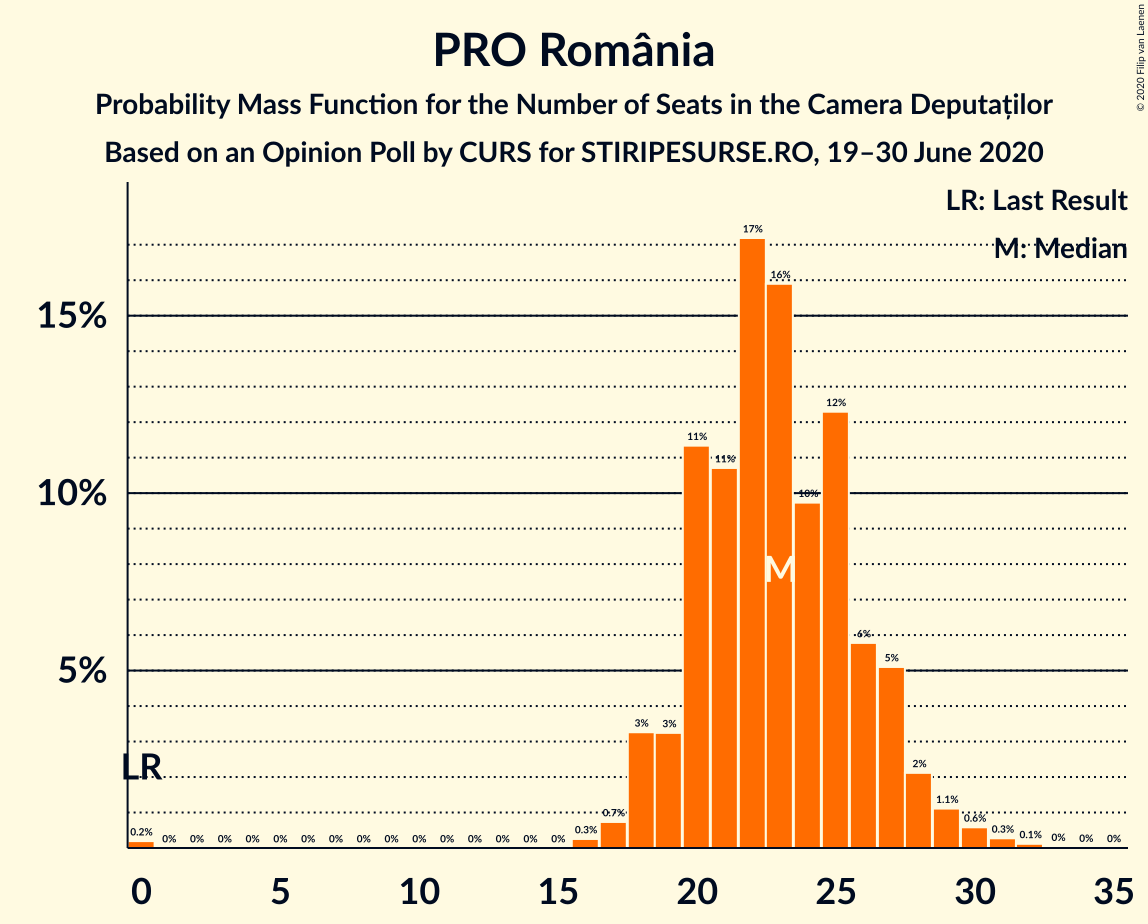 PRO România
Probability Mass Function for the Number of Seats in the Camera Deputaților
Based on an Opinion Poll by CURS for STIRIPESURSE.RO, 19–30 June 2020
© 2020 Filip van Laenen
LR: Last Result
M: Median
15%
10%
5%
LR
M
0.2% 0% 0% 0% 0% 0% 0% 0% 0% 0% 0% 0% 0% 0% 0% 0% 0.3% 0.7% 3% 3% 11% 11% 17% 16% 10% 12% 6% 5% 2% 1.1% 0.6% 0.3% 0.1% 0% 0% 0%
0 5 10 15 20 25 30 35